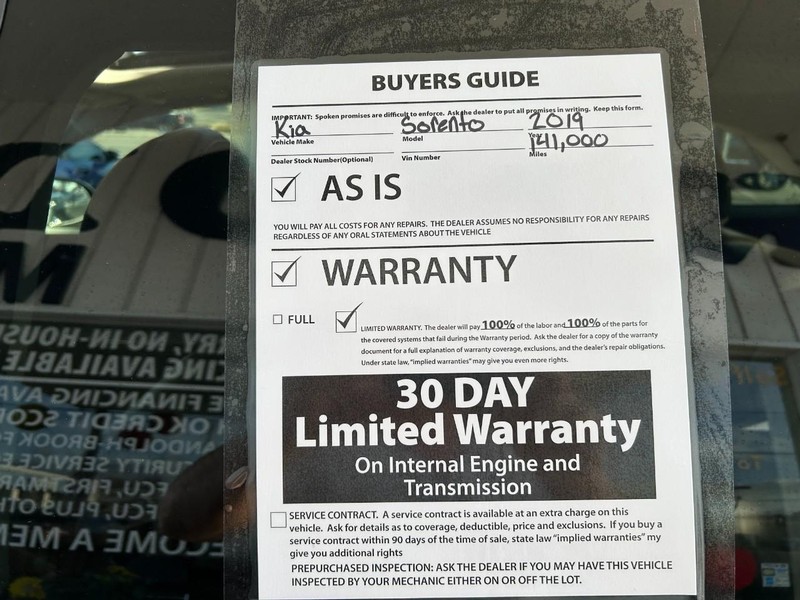 BUYERS GUIDE
IMPORTANT: Spoken promises are difficult to enforce. Ask the dealer to put all promises in writing. Keep this form.
Kia Sorento 2019
Vehicle Make Model Year
141,000
Dealer Stock Number(Optional) Vin Number Miles
AS IS
YOU WILL PAY ALL COSTS FOR ANY REPAIRS. THE DEALER ASSUMES NO RESPONSIBILITY FOR ANY REPAIRS
REGARDLESS OF ANY ORAL STATEMENTS ABOUT THE VEHICLE
WARRANTY
FULL LIMITED WARRANTY. The dealer will pay 100% of the labor and 100% of the parts for
the covered systems that fail during the Warranty period. Ask the dealer for a copy of the warranty
document for a full explanation of warranty coverage, exclusions, and the dealer's repair obligations.
Under state law, "implied warranties" may give you even more rights.
30 DAY
Limited Warranty
On Internal Engine and
Transmission
SERVICE CONTRACT. A service contract is available at an extra charge on this
vehicle. Ask for details as to coverage, deductible, price and exclusions. If you buy a
service contract within 90 days of the time of sale, state law "implied warranties" my
give you additional rights
PREPURCHASED INSPECTION: ASK THE DEALER IF YOU MAY HAVE THIS VEHICLE
INSPECTED BY YOUR MECHANIC EITHER ON OR OFF THE LOT.